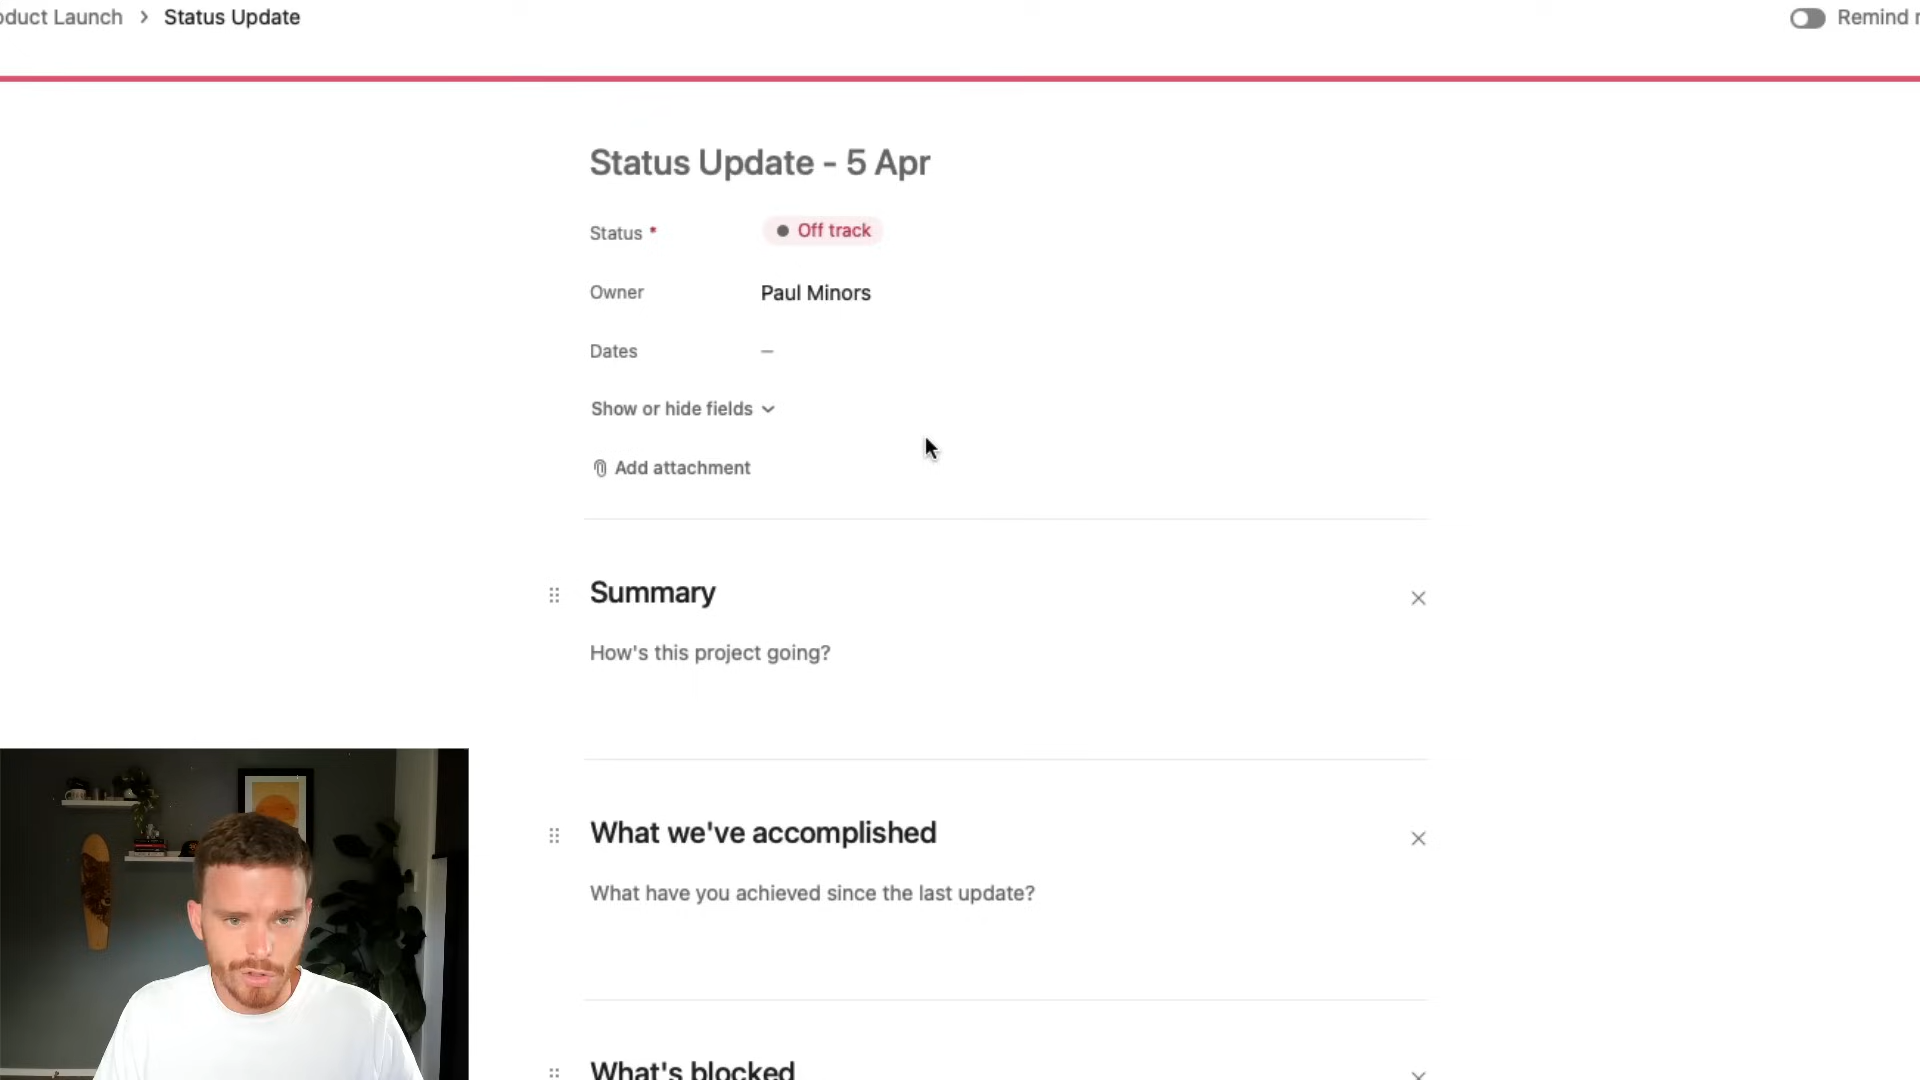 oduct Launch > Status Update
Remind
Status Update - 5 Apr
Status * Off track
Owner Paul Minors
Dates –
Show or hide fields
Add attachment
Summary
How's this project going?
What we've accomplished
What have you achieved since the last update?
What's blocked